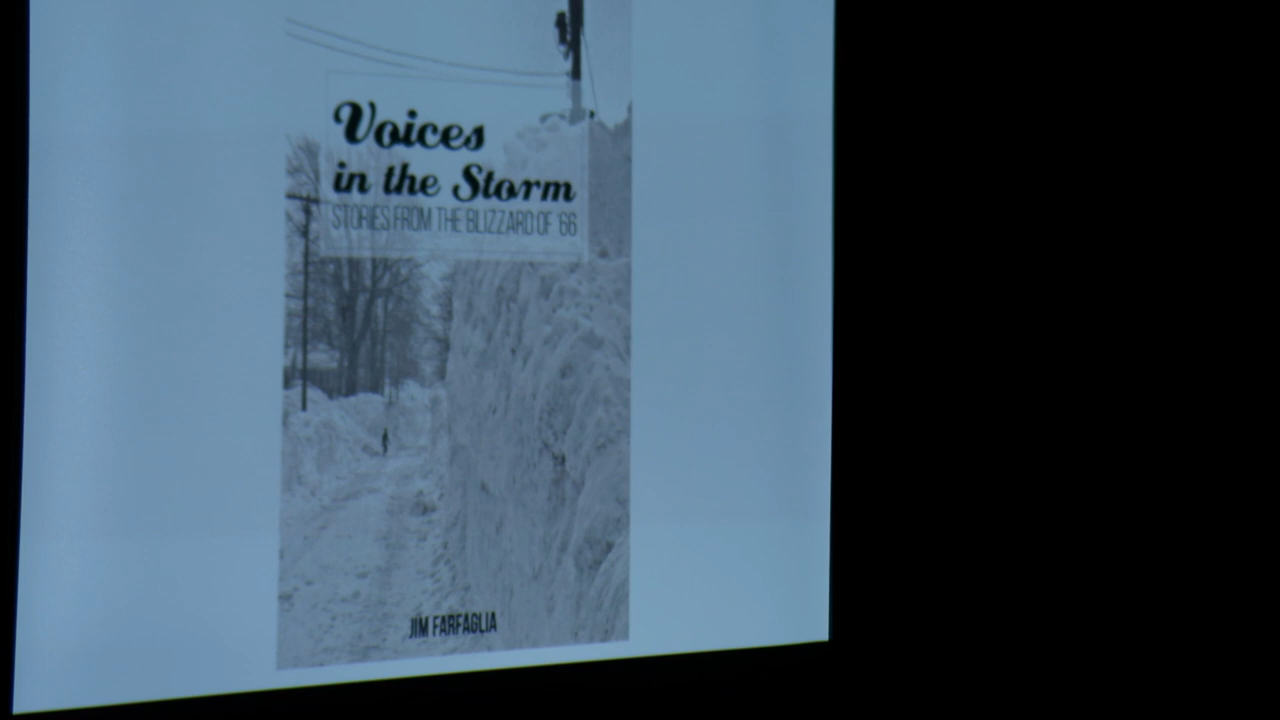 Voices
in the Storm
STORIES FROM THE BLIZZARD OF '66
JIM FARFAGLIA